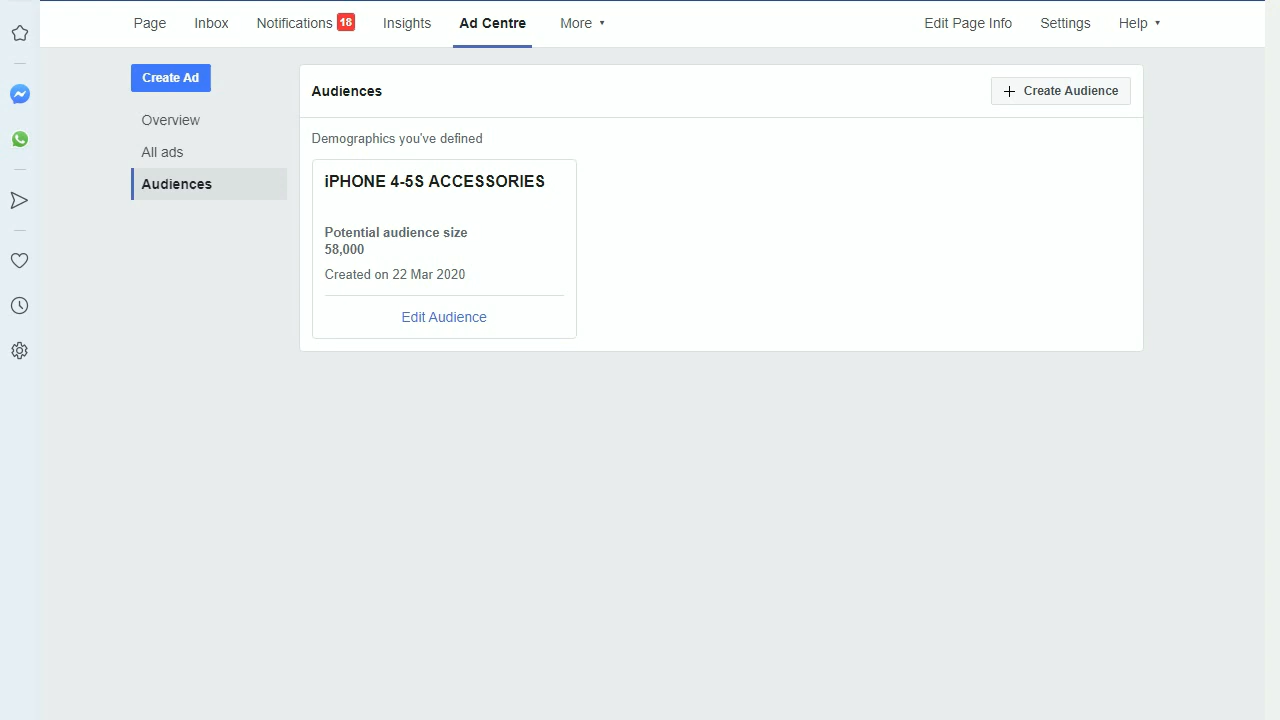 Page Inbox Notifications 18 Insights Ad Centre More Edit Page Info Settings Help
Create Ad
Overview
All ads
Audiences
Audiences
Create Audience
Demographics you've defined
iPHONE 4-5S ACCESSORIES
Potential audience size
58,000
Created on 22 Mar 2020
Edit Audience